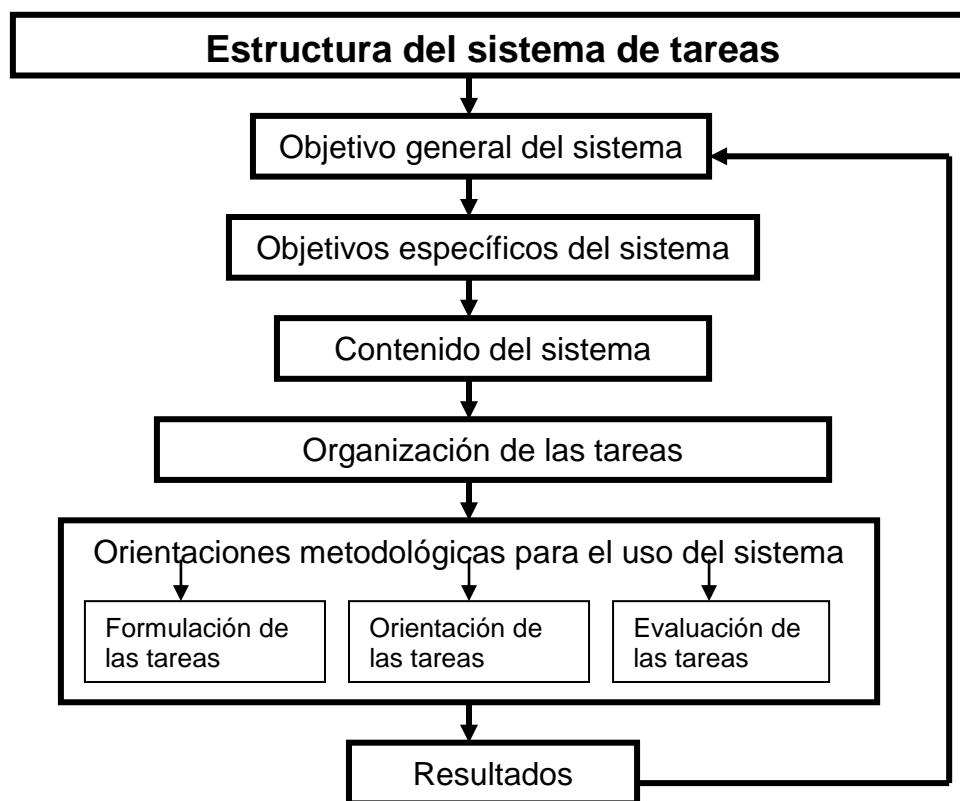 Estructura del sistema de tareas
Objetivo general del sistema
Objetivos específicos del sistema
Contenido del sistema
Organización de las tareas
Orientaciones metodológicas para el uso del sistema
Formulación de
las tareas
Orientación de
las tareas
Evaluación de
las tareas
Resultados